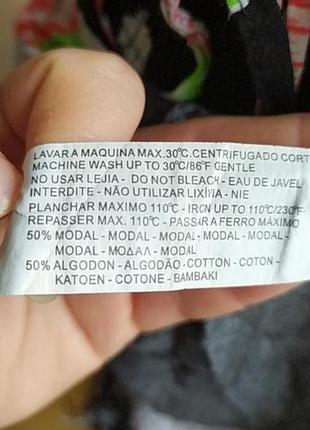 LAVAR A MAQUINA MAX. 30ºC. CENTRIFUGADO CORT
MACHINE WASH UP TO 30ºC/86ºF GENTLE
NO USAR LEJIA - DO NOT BLEACH - EAU DE JAVEL
INTERDITE - NÃO UTILIZAR LIXÍVIA - NIE
PLANCHAR MAXIMO 110ºC - IRON UP TO 110ºC/230ºF-
REPASSER MAX. 110ºC - PASSAR A FERRO MÁXIMO
50% MODAL - MODAL - MODAL - MODAL - MODAL -
MODAL - ΜΟΔΑΛ - MODAL
50% ALGODON - ALGODÃO - COTTON - COTON -
KATOEN - COTONE - BAMBAKI